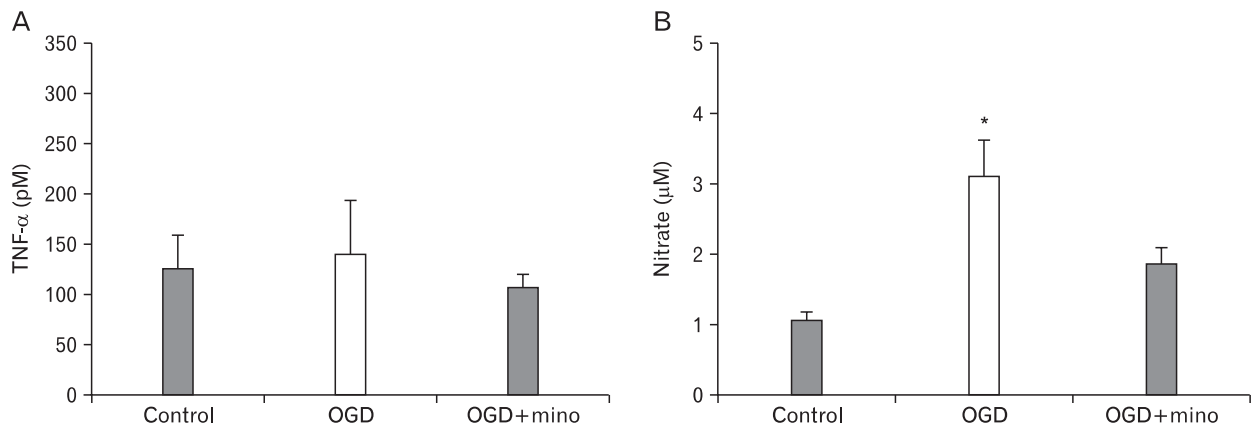 A
350
300
250
200
150
100
50
0
TNF-α (pM)
Control
OGD
OGD+mino
B
5
4
3
2
1
0
Nitrate (μM)
*
Control
OGD
OGD+mino